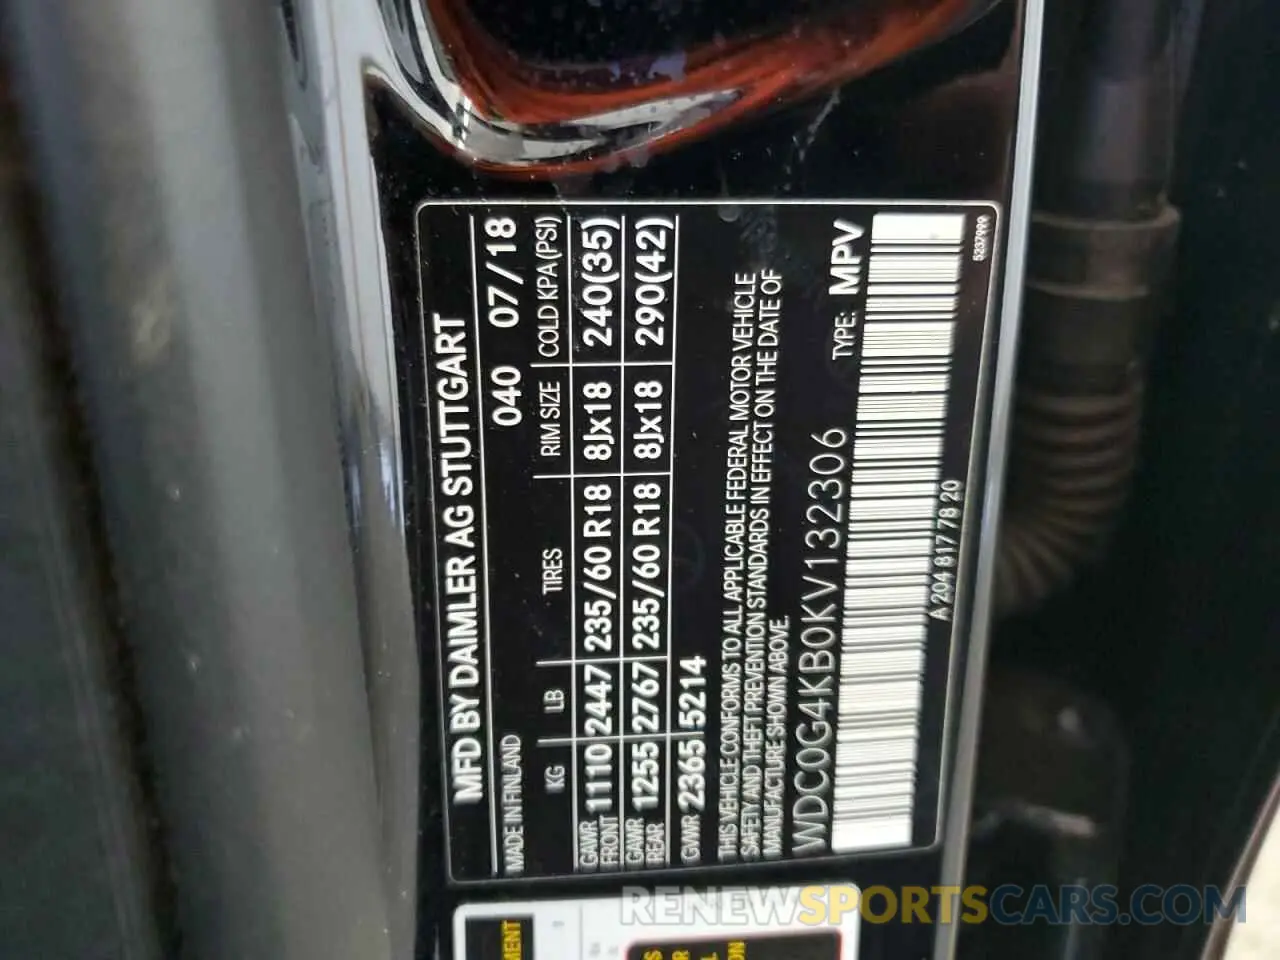 MFD BY DAIMLER AG STUTTGART
MADE IN FINLAND 040 07/18
KG LB TIRES RIM SIZE COLD KPA (PSI)
GAWR
FRONT 1110 2447 235/60 R18 8Jx18 240(35)
GAWR
REAR 1255 2767 235/60 R18 8Jx18 290(42)
GVWR 2365 5214
THIS VEHICLE CONFORMS TO ALL APPLICABLE FEDERAL MOTOR VEHICLE
SAFETY AND THEFT PREVENTION STANDARDS IN EFFECT ON THE DATE OF
MANUFACTURE SHOWN ABOVE.
WDC0G4KB0KV132306 TYPE: MPV
A 204 817 78 20
5237999
MENT
RENEWSPORTSCARS.COM